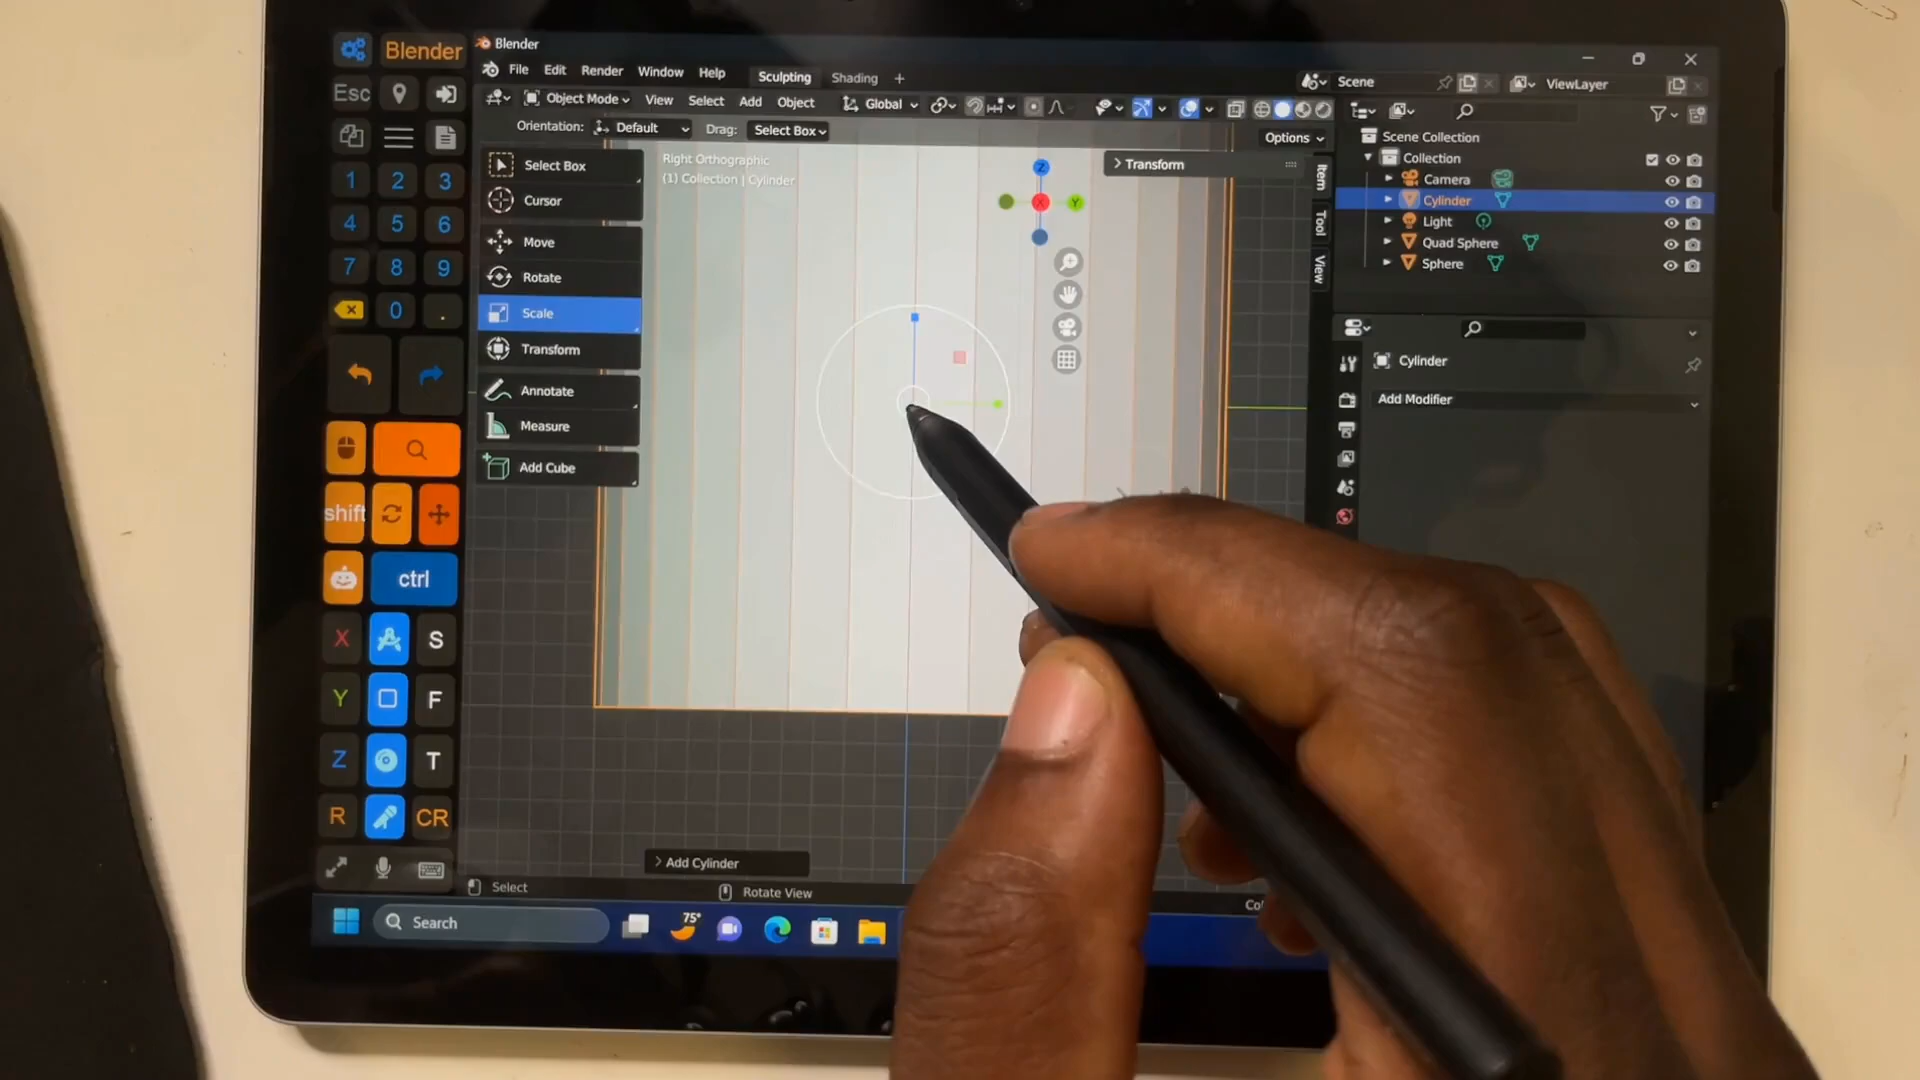 Blender
Blender
File Edit Render Window Help Sculpting Shading + Scene ViewLayer
Esc
Object Mode View Select Add Object Global
Orientation: Default Drag: Select Box Options
Scene Collection
Collection
Camera
Cylinder
Light
Quad Sphere
Sphere
Cylinder
Add Modifier
Right Orthographic
(1) Collection | Cylinder
Transform
Item
Tool
View
Z
X
Y
Select Box
Cursor
Move
Rotate
Scale
Transform
Annotate
Measure
Add Cube
1 2 3
4 5 6
7 8 9
0 .
shift
ctrl
X S
Y F
Z T
R CR
Add Cylinder
Select Rotate View
Search 75°